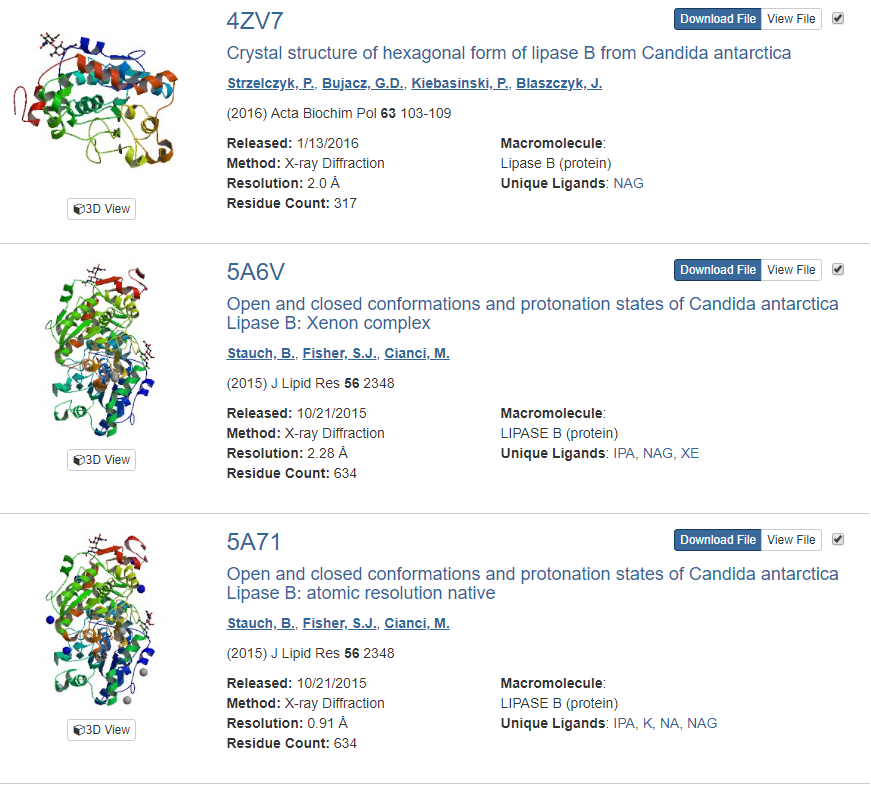 4ZV7
Download File View File
Crystal structure of hexagonal form of lipase B from Candida antarctica
Strzelczyk, P., Bujacz, G.D., Kiebasinski, P., Blaszczyk, J.
(2016) Acta Biochim Pol 63 103-109
Released: 1/13/2016
Method: X-ray Diffraction
Resolution: 2.0 Å
Residue Count: 317
Macromolecule:
Lipase B (protein)
Unique Ligands: NAG
3D View
5A6V
Download File View File
Open and closed conformations and protonation states of Candida antarctica
Lipase B: Xenon complex
Stauch, B., Fisher, S.J., Cianci, M.
(2015) J Lipid Res 56 2348
Released: 10/21/2015
Method: X-ray Diffraction
Resolution: 2.28 Å
Residue Count: 634
Macromolecule:
LIPASE B (protein)
Unique Ligands: IPA, NAG, XE
3D View
5A71
Download File View File
Open and closed conformations and protonation states of Candida antarctica
Lipase B: atomic resolution native
Stauch, B., Fisher, S.J., Cianci, M.
(2015) J Lipid Res 56 2348
Released: 10/21/2015
Method: X-ray Diffraction
Resolution: 0.91 Å
Residue Count: 634
Macromolecule:
LIPASE B (protein)
Unique Ligands: IPA, K, NA, NAG
3D View